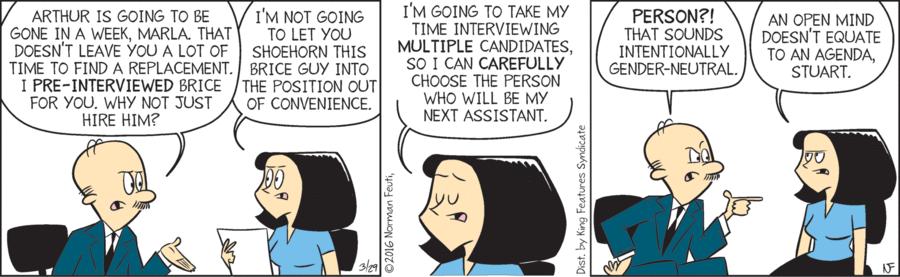 ARTHUR IS GOING TO BE
GONE IN A WEEK, MARLA. THAT
DOESN'T LEAVE YOU A LOT OF
TIME TO FIND A REPLACEMENT.
I PRE-INTERVIEWED BRICE
FOR YOU. WHY NOT JUST
HIRE HIM?
I'M NOT GOING
TO LET YOU
SHOEHORN THIS
BRICE GUY INTO
THE POSITION OUT
OF CONVENIENCE.
3/29
©2016 Norman Feuti,
I'M GOING TO TAKE MY
TIME INTERVIEWING
MULTIPLE CANDIDATES,
SO I CAN CAREFULLY
CHOOSE THE PERSON
WHO WILL BE MY
NEXT ASSISTANT.
Dist. by King Features Syndicate
PERSON?!
THAT SOUNDS
INTENTIONALLY
GENDER-NEUTRAL.
AN OPEN MIND
DOESN'T EQUATE
TO AN AGENDA,
STUART.
NF